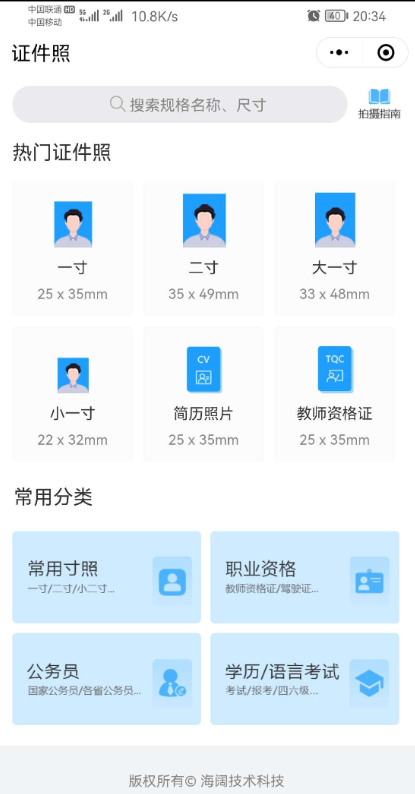 中国联通 HD 5G 2G 10.8K/s 40 20:34
中国移动
证件照
搜索规格名称、尺寸
拍摄指南
热门证件照
一寸 二寸 大一寸
25 x 35mm 35 x 49mm 33 x 48mm
CV TQC
小一寸 简历照片 教师资格证
22 x 32mm 25 x 35mm 25 x 35mm
常用分类
常用寸照 职业资格
一寸/二寸/小二寸... 教师资格证/驾驶证...
公务员 学历/语言考试
国家公务员/各省公务员... 考试/报考/四六级...
版权所有© 海阔技术科技